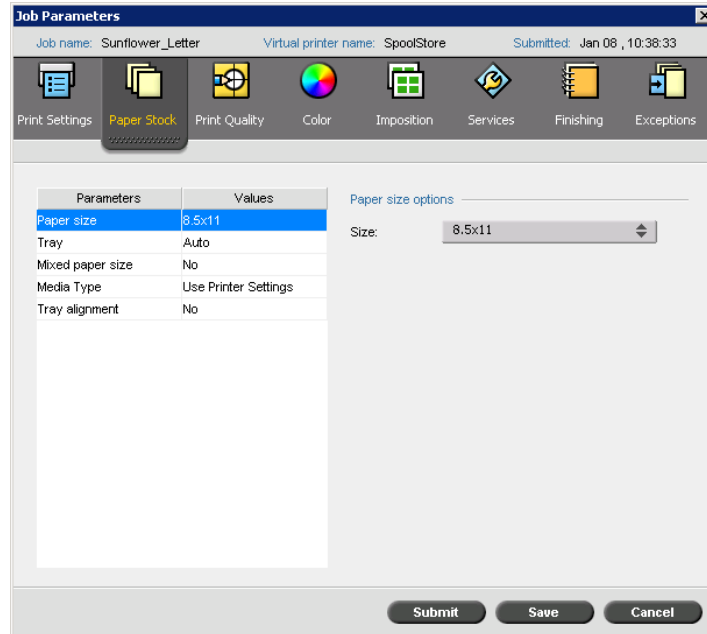 Job Parameters
Job name: Sunflower_Letter Virtual printer name: SpoolStore Submitted: Jan 08 , 10:38:33
Print Settings Paper Stock Print Quality Color Imposition Services Finishing Exceptions
Parameters Values
Paper size 8.5x11
Tray Auto
Mixed paper size No
Media Type Use Printer Settings
Tray alignment No
Paper size options
Size: 8.5x11
Submit Save Cancel